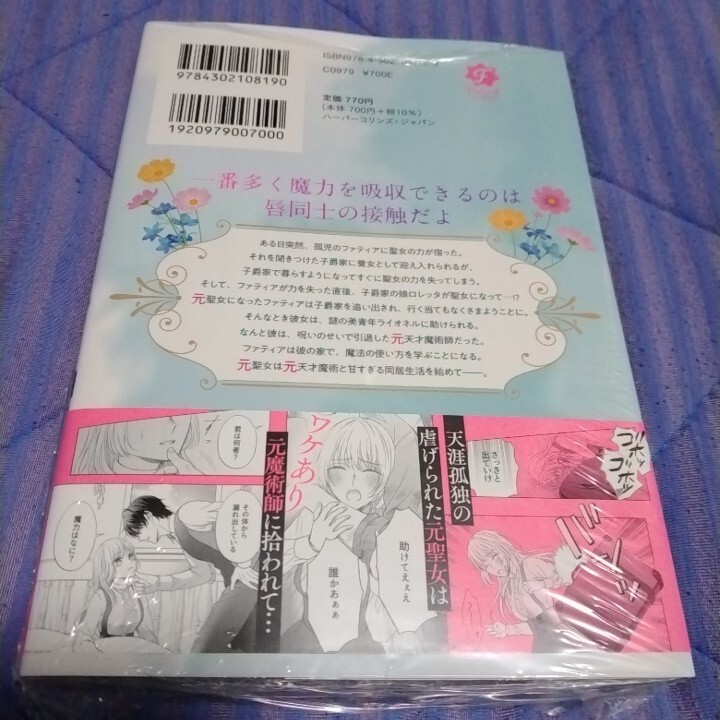 9784302108190
1920979007000
ISBN978-4-
C0979 ¥700E
定価 770円
(本体 700円+税10%)
ハーパーコリンズ・ジャパン
一番多く魔力を吸収できるのは
唇同士の接触だよ
ある日突然、孤児のファティアに聖女の力が宿った。
それを聞きつけた子爵家に養女として迎え入れられるが、
子爵家で暮らすようになってすぐに聖女の力を失ってしまう。
そして、ファティアが力を失った直後、子爵家の娘ロレッタが聖女になって…!?
元聖女になったファティアは子爵家を追い出され、行く当てもなくさまようことに。
そんなとき彼女は、謎の美青年ライオネルに助けられる。
なんと彼は、呪いのせいで引退した元天才魔術師だった。
ファティアは彼の家で、魔法の使い方を学ぶことになる。
元聖女は元天才魔術と甘すぎる同居生活を始めて――。
天涯孤独の
虐げられた元聖女は
ワケあり
元魔術師に拾われて…
さっさと
出ていけ
助けてえぇえ
誰かあぁぁ
君は何者?
その体から
漏れ出している
魔力はなに?